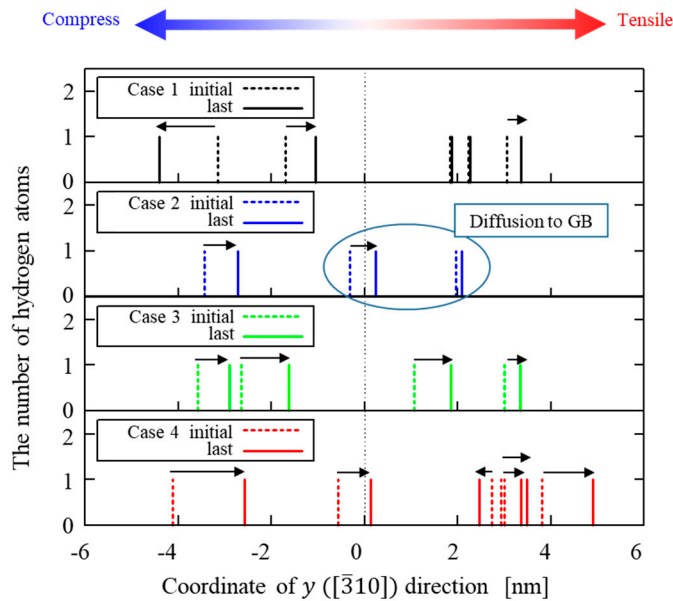 Compress Tensile
The number of hydrogen atoms
2
1
0
Case 1 initial
last
2
1
0
Case 2 initial
last
Diffusion to GB
2
1
0
Case 3 initial
last
2
1
0
Case 4 initial
last
-6 -4 -2 0 2 4 6
Coordinate of y ([3̅10]) direction [nm]